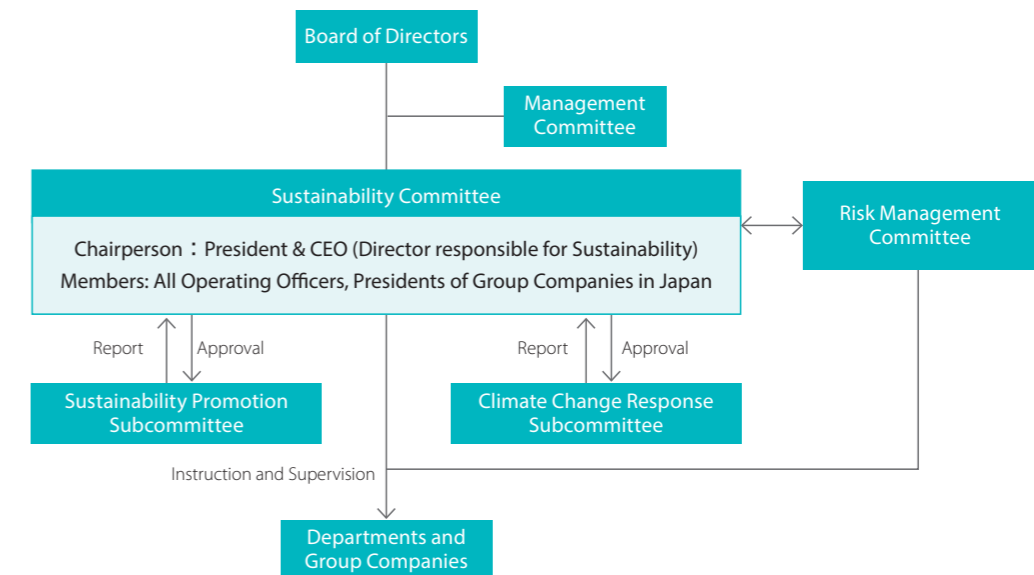 Board of Directors
Management
Committee
Sustainability Committee
Chairperson：President & CEO (Director responsible for Sustainability)
Members: All Operating Officers, Presidents of Group Companies in Japan
Risk Management
Committee
Report
Approval
Report
Approval
Sustainability Promotion
Subcommittee
Climate Change Response
Subcommittee
Instruction and Supervision
Departments and
Group Companies